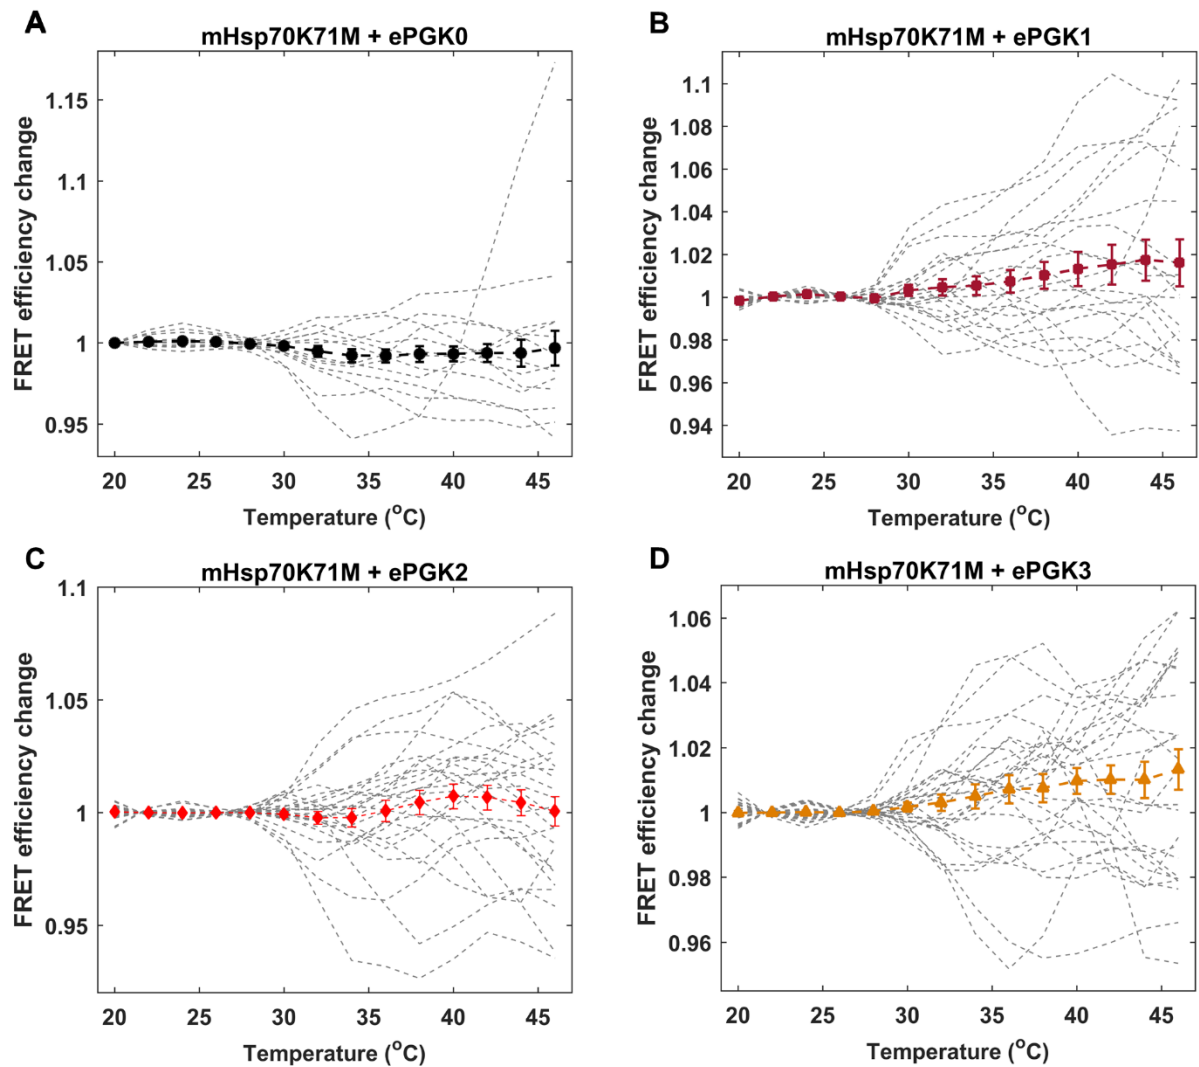 A
mHsp70K71M + ePGK0
FRET efficiency change
1.15
1.1
1.05
1
0.95
20 25 30 35 40 45
Temperature (°C)
B
mHsp70K71M + ePGK1
FRET efficiency change
1.1
1.08
1.06
1.04
1.02
1
0.98
0.96
0.94
20 25 30 35 40 45
Temperature (°C)
C
mHsp70K71M + ePGK2
FRET efficiency change
1.1
1.05
1
0.95
20 25 30 35 40 45
Temperature (°C)
D
mHsp70K71M + ePGK3
FRET efficiency change
1.06
1.04
1.02
1
0.98
0.96
20 25 30 35 40 45
Temperature (°C)